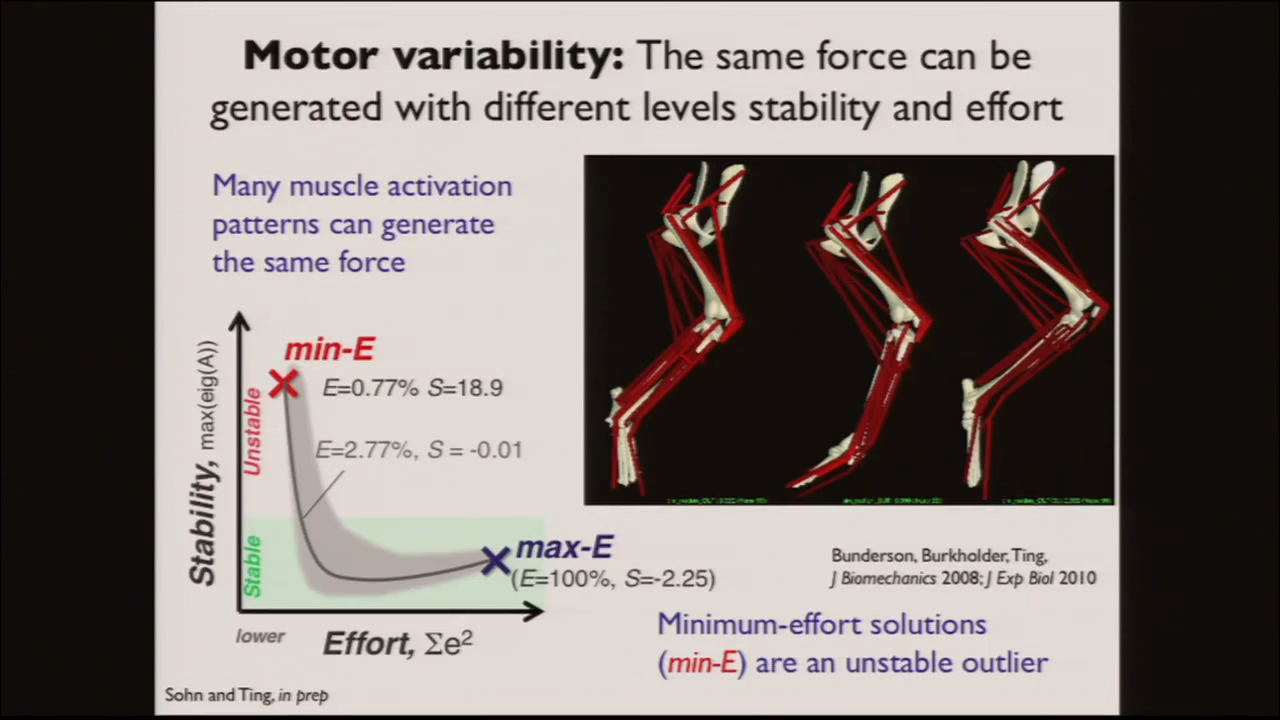 Motor variability: The same force can be
generated with different levels stability and effort
Many muscle activation
patterns can generate
the same force
min-E
E=0.77% S=18.9
E=2.77%, S = -0.01
Stability, max(eig(A))
Unstable
Stable
max-E
(E=100%, S=-2.25)
lower
Effort, Σe²
Bunderson, Burkholder, Ting,
J Biomechanics 2008; J Exp Biol 2010
Minimum-effort solutions
(min-E) are an unstable outlier
Sohn and Ting, in prep